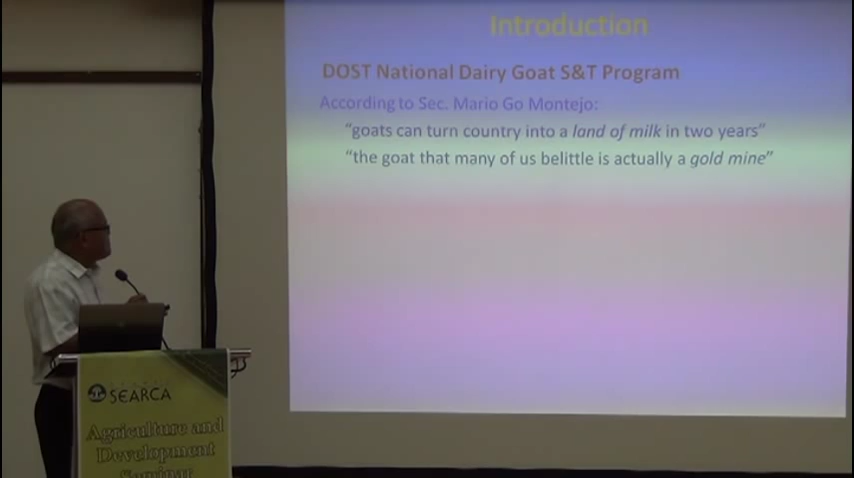 Introduction
DOST National Dairy Goat S&T Program
According to Sec. Mario Go Montejo:
“goats can turn country into a land of milk in two years”
“the goat that many of us belittle is actually a gold mine”
SEARCA
Agriculture and
Development
Seminar